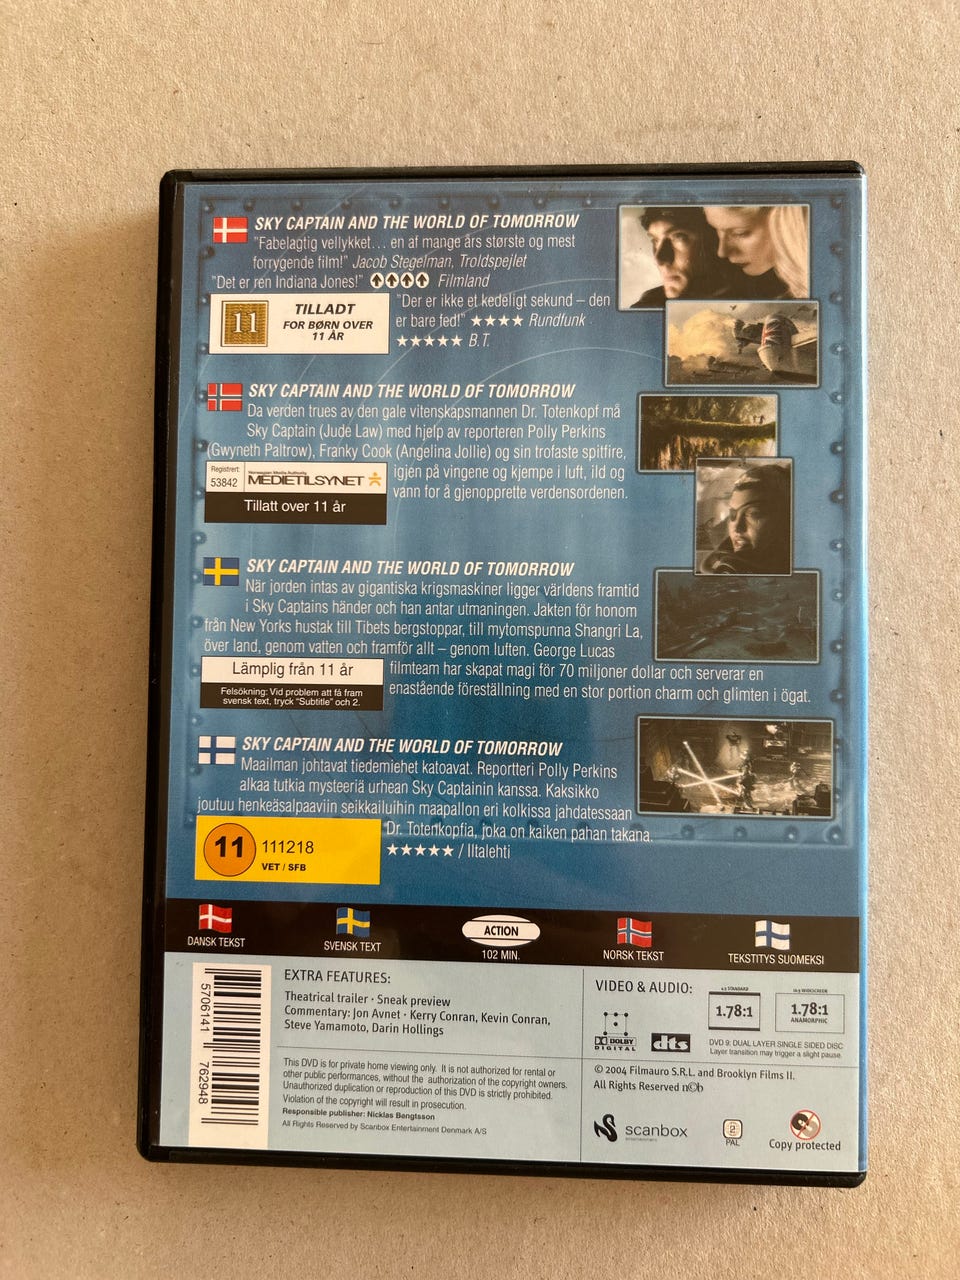 SKY CAPTAIN AND THE WORLD OF TOMORROW
"Fabelagtig vellykket... en af mange års største og mest
forrygende film!" Jacob Stegelman, Troldspejlet
"Det er ren Indiana Jones!" Filmland
11
TILLADT
FOR BØRN OVER
11 ÅR
"Der er ikke et kedeligt sekund – den
er bare fed!" ★★★★ Rundfunk
★★★★★ B.T.
SKY CAPTAIN AND THE WORLD OF TOMORROW
Da verden trues av den gale vitenskapsmannen Dr. Totenkopf må
Sky Captain (Jude Law) med hjelp av reporteren Polly Perkins
(Gwyneth Paltrow), Franky Cook (Angelina Jollie) og sin trofaste spitfire,
igjén på vingene og kjempe i luft, ild og
vann for å gjenopprette verdensordenen.
Registrert:
53842
Norwegian Media Authority
MEDIETILSYNET
Tillatt over 11 år
SKY CAPTAIN AND THE WORLD OF TOMORROW
När jorden intas av gigantiska krigsmaskiner ligger världens framtid
i Sky Captains händer och han antar utmaningen. Jakten för honom
från New Yorks hustak till Tibets bergstoppar, till mytomspunna Shangri La,
över land, genom vatten och framför allt – genom luften. George Lucas
filmteam har skapat magi för 70 miljoner dollar och serverar en
enastående föreställning med en stor portion charm och glimten i ögat.
Lämplig från 11 år
Felsökning: Vid problem att få fram
svensk text, tryck "Subtitle" och 2.
SKY CAPTAIN AND THE WORLD OF TOMORROW
Maailman johtavat tiedemiehet katoavat. Reportteri Polly Perkins
alkaa tutkia mysteeriä urhean Sky Captainin kanssa. Kaksikko
joutuu henkeäsalpaaviin seikkailuihin maapallon eri kolkissa jahdatessaan
Dr. Totenkopfia, joka on kaiken pahan takana.
★★★★★ / Iltalehti
11
111218
VET / SFB
DANSK TEKST
SVENSK TEXT
ACTION
102 MIN.
NORSK TEKST
TEKSTITYS SUOMEKSI
5706141 762948
EXTRA FEATURES:
Theatrical trailer · Sneak preview
Commentary: Jon Avnet · Kerry Conran, Kevin Conran,
Steve Yamamoto, Darin Hollings
This DVD is for private home viewing only. It is not authorized for rental or
other public performances, without the authorization of the copyright owners.
Unauthorized duplication or reproduction of this DVD is strictly prohibited.
Violation of the copyright will result in prosecution.
Responsible publisher: Nicklas Bengtsson
All Rights Reserved by Scanbox Entertainment Denmark A/S
VIDEO & AUDIO:
4:3 STANDARD
1.78:1
16:9 WIDESCREEN
1.78:1
ANAMORPHIC
DOLBY
DIGITAL
dts
DVD 9: DUAL LAYER SINGLE SIDED DISC
Layer transition may trigger a slight pause.
© 2004 Filmauro S.R.L. and Brooklyn Films II.
All Rights Reserved n©b
scanbox
entertainment
2
PAL
Copy protected